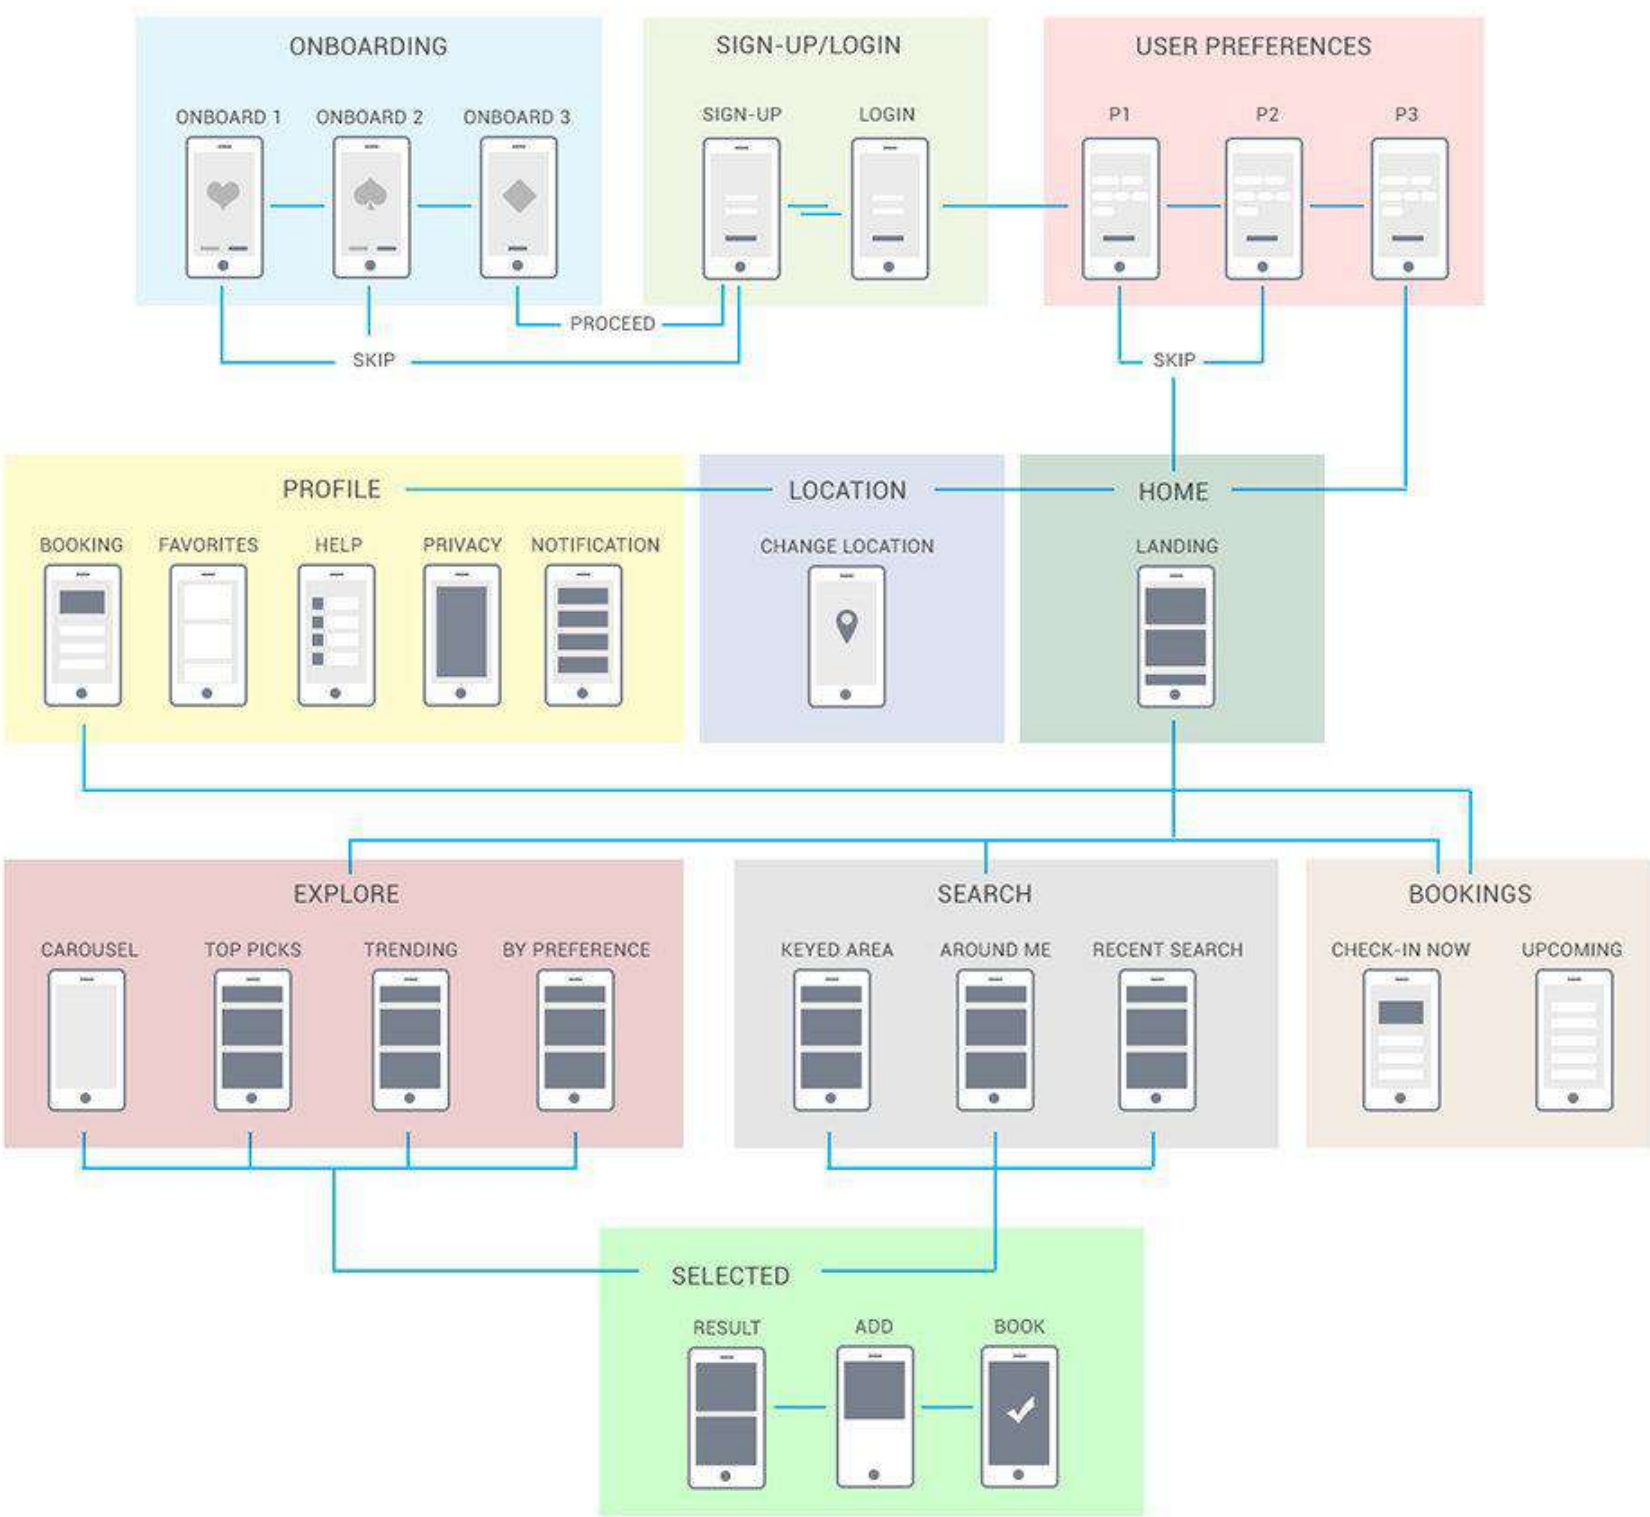 ONBOARDING
SIGN-UP/LOGIN
USER PREFERENCES
ONBOARD 1
ONBOARD 2
ONBOARD 3
SIGN-UP
LOGIN
P1
P2
P3
PROCEED
SKIP
SKIP
PROFILE
LOCATION
HOME
BOOKING
FAVORITES
HELP
PRIVACY
NOTIFICATION
CHANGE LOCATION
LANDING
EXPLORE
SEARCH
BOOKINGS
CAROUSEL
TOP PICKS
TRENDING
BY PREFERENCE
KEYED AREA
AROUND ME
RECENT SEARCH
CHECK-IN NOW
UPCOMING
SELECTED
RESULT
ADD
BOOK